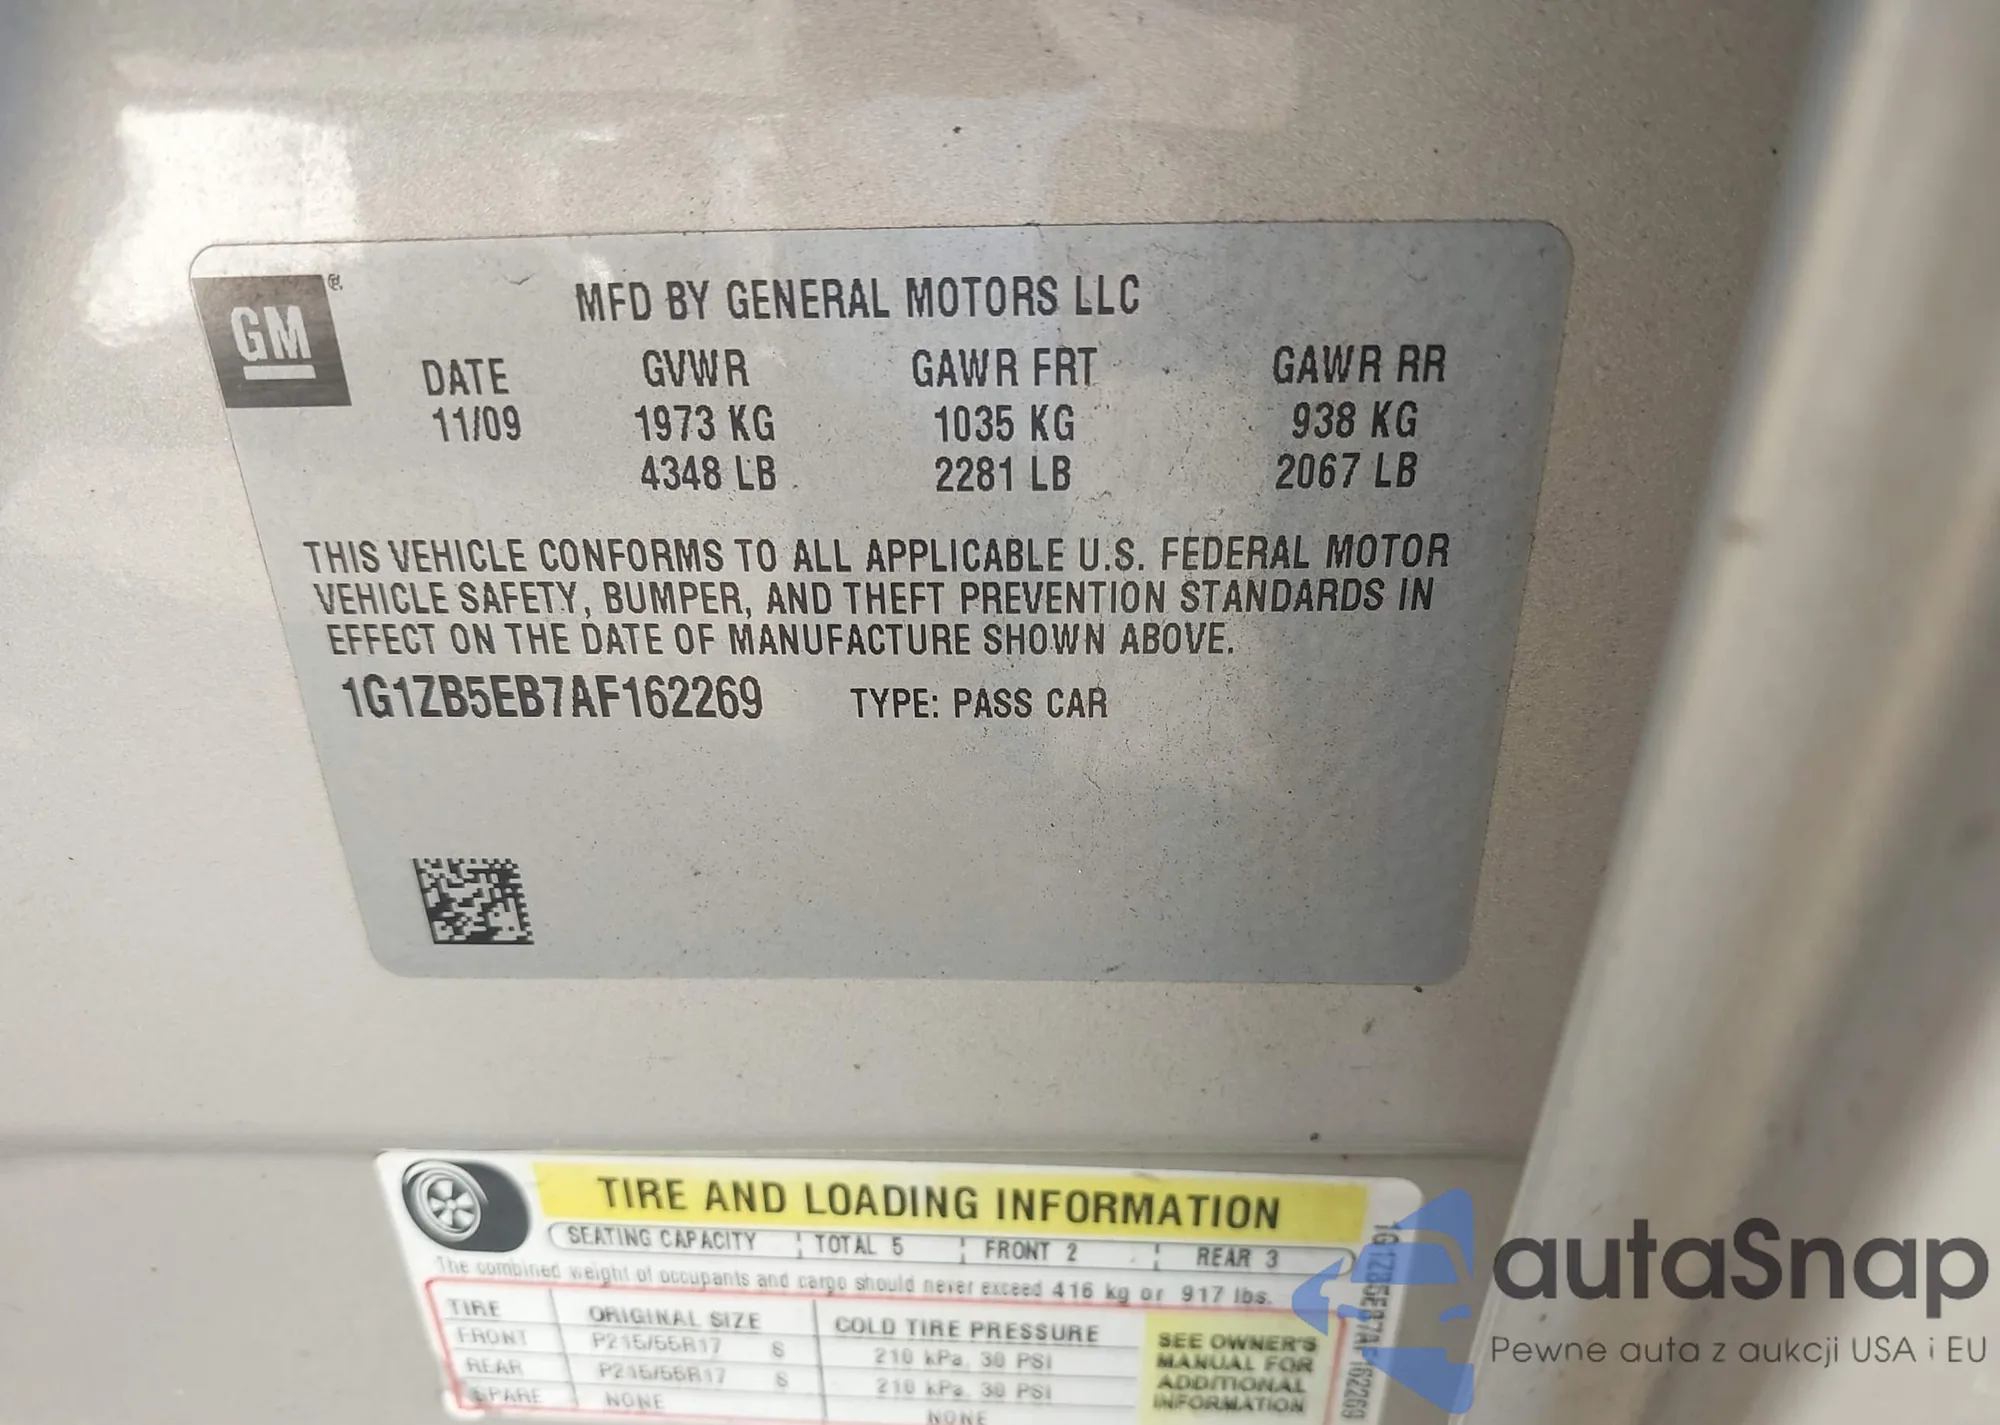 GM
MFD BY GENERAL MOTORS LLC
DATE GVWR GAWR FRT GAWR RR
11/09 1973 KG 1035 KG 938 KG
4348 LB 2281 LB 2067 LB
THIS VEHICLE CONFORMS TO ALL APPLICABLE U.S. FEDERAL MOTOR
VEHICLE SAFETY, BUMPER, AND THEFT PREVENTION STANDARDS IN
EFFECT ON THE DATE OF MANUFACTURE SHOWN ABOVE.
1G1ZB5EB7AF162269 TYPE: PASS CAR
TIRE AND LOADING INFORMATION
SEATING CAPACITY TOTAL 5 FRONT 2 REAR 3
The combined weight of occupants and cargo should never exceed 416 kg or 917 lbs.
TIRE ORIGINAL SIZE COLD TIRE PRESSURE
FRONT P215/55R17 S 210 kPa, 30 PSI
REAR P215/55R17 S 210 kPa, 30 PSI
SPARE NONE NONE
SEE OWNER'S
MANUAL FOR
ADDITIONAL
INFORMATION
1G1ZB5EB7AF162269
autaSnap
Pewne auta z aukcji USA i EU